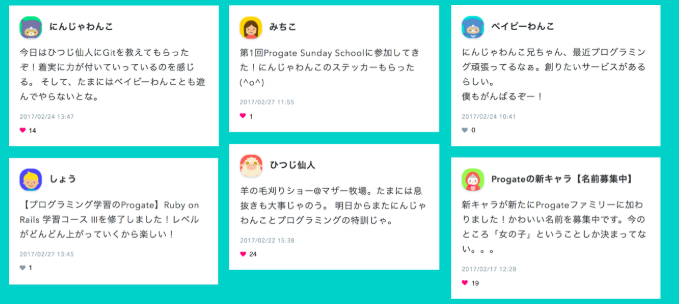 にんじゃわんこ
今日はひつじ仙人にGitを教えてもらった
ぞ！着実に力が付いていっているのを感じ
る。 そして、たまにはベイビーわんことも遊
んでやらないとな。
2017/02/24 13:47
14
しょう
【プログラミング学習のProgate】Ruby on
Rails 学習コース IIIを修了しました！レベル
がどんどん上がっていくから楽しい！
2017/02/27 13:45
1
みちこ
第1回Progate Sunday Schoolに参加してき
た！にんじゃわんこのステッカーもらった
(^o^)
2017/02/27 11:55
1
ひつじ仙人
羊の毛刈りショー@マザー牧場。たまには息
抜きも大事じゃのう。 明日からまたにんじゃ
わんことプログラミングの特訓じゃ。
2017/02/22 15:38
24
ベイビーわんこ
にんじゃわんこ兄ちゃん、最近プログラミン
グ頑張ってるなぁ。創りたいサービスがある
らしい。
僕もがんばるぞー！
2017/02/24 10:41
0
Progateの新キャラ【名前募集中】
新キャラが新たにProgateファミリーに加わ
りました！かわいい名前を募集中です。今の
ところ「女の子」ということしか決まってな
い。。。
2017/02/17 12:28
19